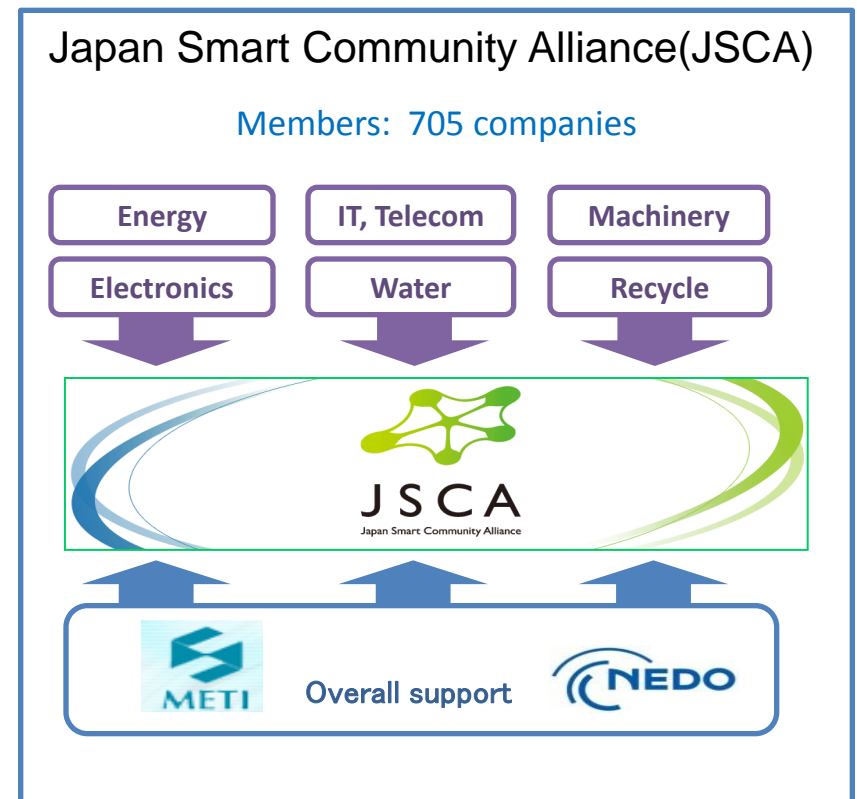 Japan Smart Community Alliance(JSCA)
Members: 705 companies
Energy
IT, Telecom
Machinery
Electronics
Water
Recycle
JSCA
Japan Smart Community Alliance
METI
Overall support
NEDO